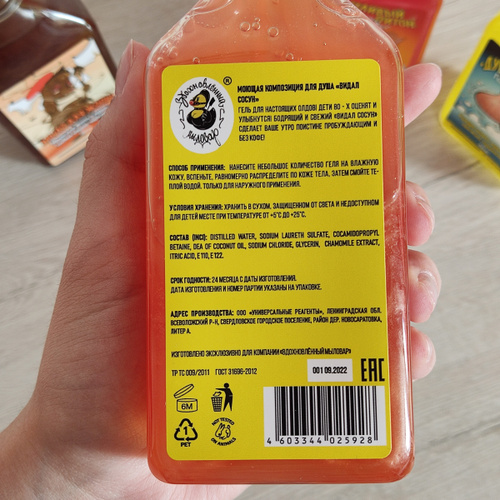 Вдохновлённый
мыловар
®
МОЮЩАЯ КОМПОЗИЦИЯ ДЛЯ ДУША «ВИДАЛ
СОСУН»
ГЕЛЬ ДЛЯ НАСТОЯЩИХ ОЛДОВ! ДЕТИ 80 - Х ОЦЕНЯТ И
УЛЫБНУТСЯ! БОДРЯЩИЙ И СВЕЖИЙ «ВИДАЛ СОСУН»
СДЕЛАЕТ ВАШЕ УТРО ПОИСТИНЕ ПРОБУЖДАЮЩИМ И
БЕЗ КОФЕ!
СПОСОБ ПРИМЕНЕНИЯ: НАНЕСИТЕ НЕБОЛЬШОЕ КОЛИЧЕСТВО ГЕЛЯ НА ВЛАЖНУЮ
КОЖУ, ВСПЕНЬТЕ, РАВНОМЕРНО РАСПРЕДЕЛИТЕ ПО КОЖЕ ТЕЛА, ЗАТЕМ СМОЙТЕ ТЕ-
ПЛОЙ ВОДОЙ. ТОЛЬКО ДЛЯ НАРУЖНОГО ПРИМЕНЕНИЯ.
УСЛОВИЯ ХРАНЕНИЯ: ХРАНИТЬ В СУХОМ, ЗАЩИЩЕННОМ ОТ СВЕТА И НЕДОСТУПНОМ
ДЛЯ ДЕТЕЙ МЕСТЕ ПРИ ТЕМПЕРАТУРЕ ОТ +5°C ДО +25°C.
СОСТАВ (INCI): DISTILLED WATER, SODIUM LAURETH SULFATE, COCAMIDOPROPYL
BETAINE, DEA OF COCONUT OIL, SODIUM CHLORIDE, GLYCERIN, CHAMOMILE EXTRACT,
ITRIC ACID, E 110, E 122.
СРОК ГОДНОСТИ: 24 МЕСЯЦА С ДАТЫ ИЗГОТОВЛЕНИЯ.
ДАТА ИЗГОТОВЛЕНИЯ И НОМЕР ПАРТИИ УКАЗАНЫ НА УПАКОВКЕ.
АДРЕС ПРОИЗВОДСТВА: ООО «УНИВЕРСАЛЬНЫЕ РЕАГЕНТЫ», ЛЕНИНГРАДСКАЯ ОБЛ.
ВСЕВОЛОЖСКИЙ Р-Н, СВЕРДЛОВСКОЕ ГОРОДСКОЕ ПОСЕЛЕНИЕ, РАЙОН ДЕР. НОВОСАРАТОВКА,
ЛИТЕР А.
ИЗГОТОВЛЕНО ЭКСКЛЮЗИВНО ДЛЯ КОМПАНИИ «ВДОХНОВЛЁННЫЙ МЫЛОВАР»
ТР ТС 009/2011 ГОСТ 31696-2012
001 09.2022
EAC
6M
1
PET
NOT TESTED
ON ANIMALS
4 603344 025928